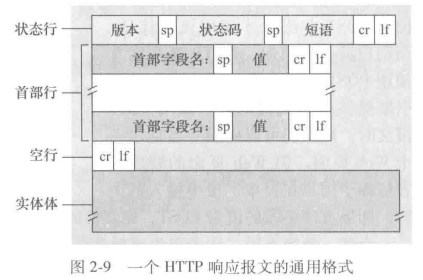 状态行 版本 sp 状态码 sp 短语 cr lf
首部字段名: sp 值 cr lf
首部行
首部字段名: sp 值 cr lf
空行 cr lf
实体体
图 2-9 一个 HTTP 响应报文的通用格式